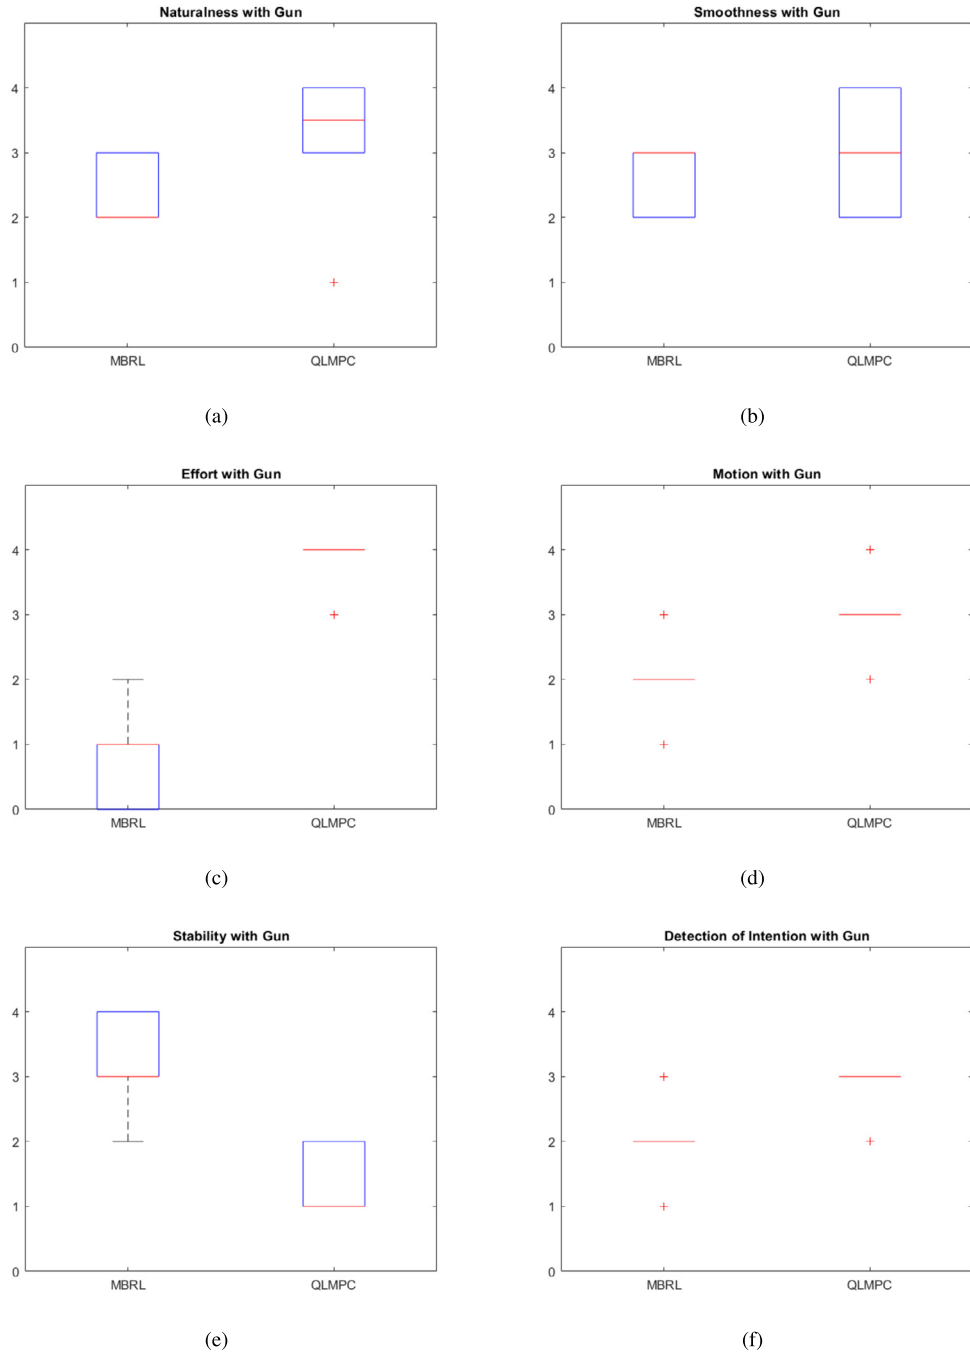 Naturalness with Gun
4
3
2
1
0
MBRL QLMPC
(a)
Smoothness with Gun
4
3
2
1
0
MBRL QLMPC
(b)
Effort with Gun
4
3
2
1
0
MBRL QLMPC
(c)
Motion with Gun
4
3
2
1
0
MBRL QLMPC
(d)
Stability with Gun
4
3
2
1
0
MBRL QLMPC
(e)
Detection of Intention with Gun
4
3
2
1
0
MBRL QLMPC
(f)